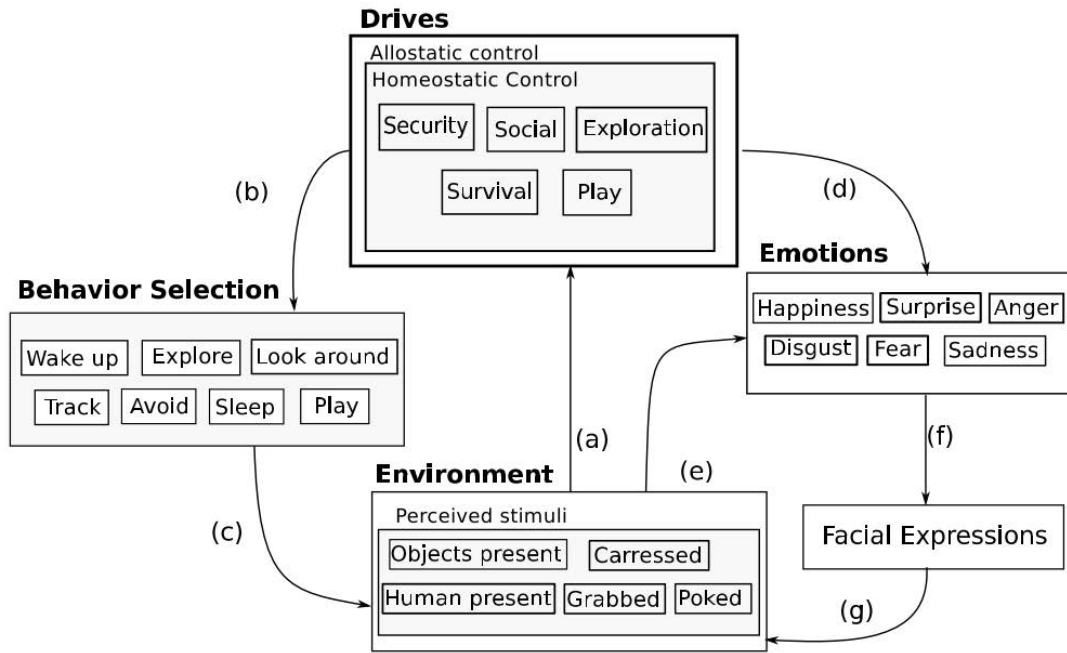 Drives
Allostatic control
Homeostatic Control
Security Social Exploration
Survival Play
(b)
(d)
Behavior Selection
Wake up Explore Look around
Track Avoid Sleep Play
Emotions
Happiness Surprise Anger
Disgust Fear Sadness
(a)
(e)
(f)
(c)
Environment
Perceived stimuli
Objects present Carressed
Human present Grabbed Poked
Facial Expressions
(g)